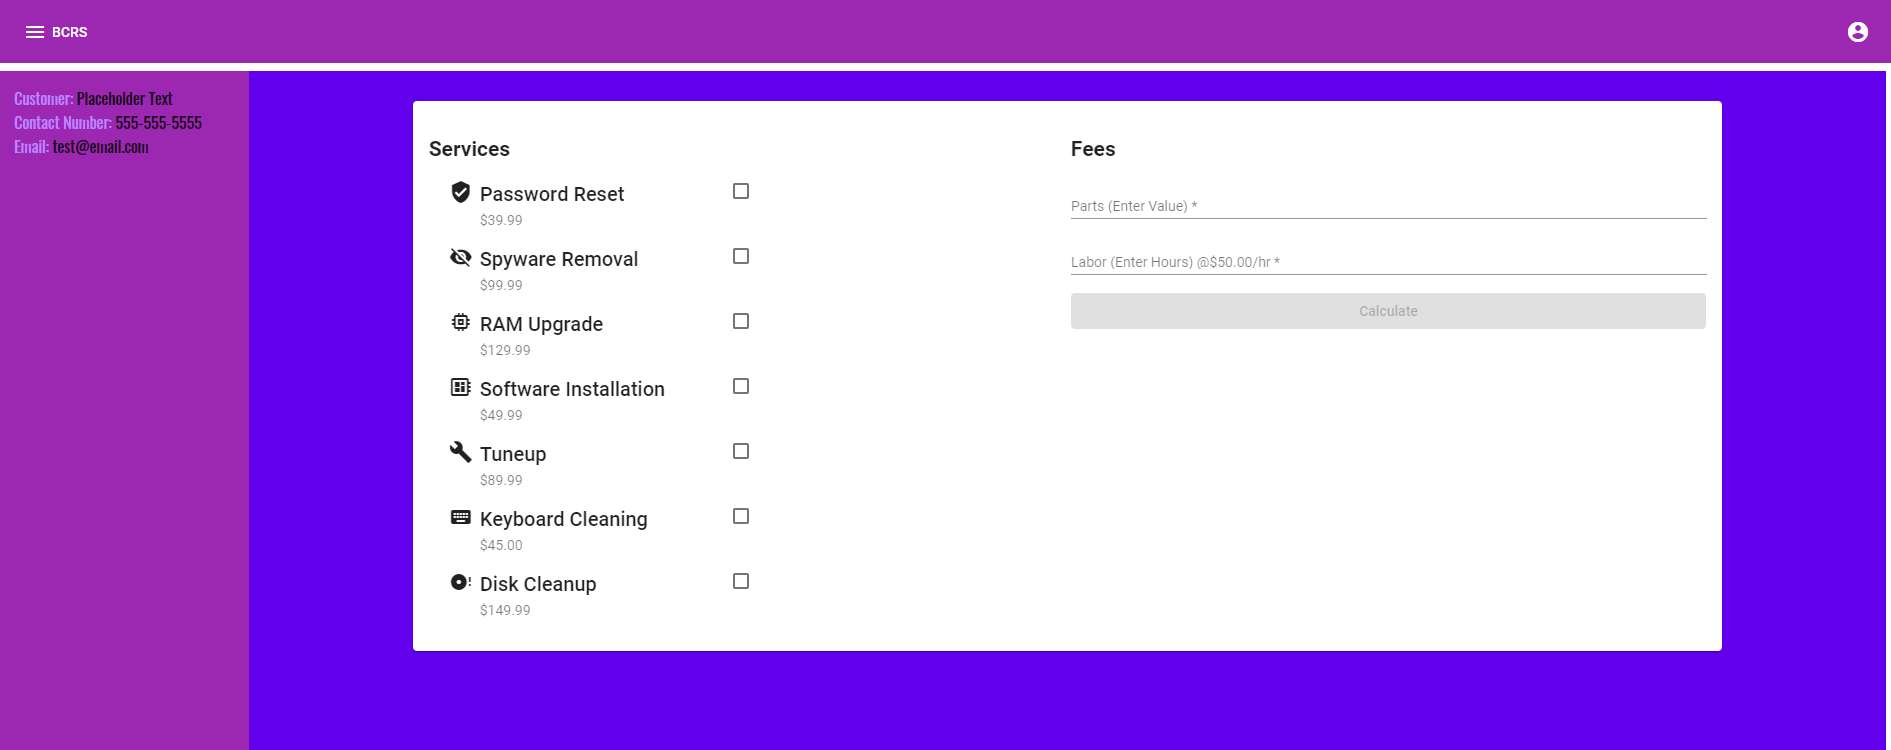 BCRS
Customer: Placeholder Text
Contact Number: 555-555-5555
Email: test@email.com
Services
Password Reset
$39.99
Spyware Removal
$99.99
RAM Upgrade
$129.99
Software Installation
$49.99
Tuneup
$89.99
Keyboard Cleaning
$45.00
Disk Cleanup
$149.99
Fees
Parts (Enter Value) *
Labor (Enter Hours) @$50.00/hr *
Calculate